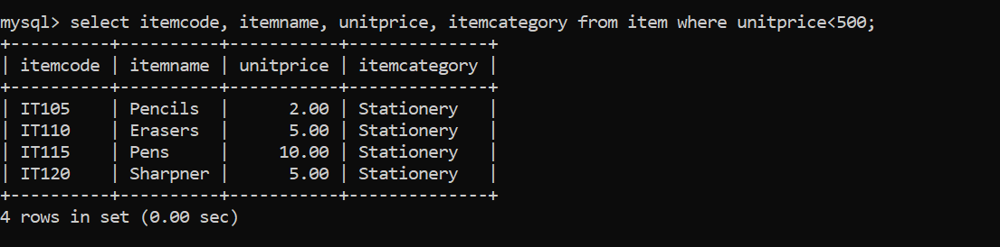 mysql> select itemcode, itemname, unitprice, itemcategory from item where unitprice<500;
+----------+----------+-----------+--------------+
| itemcode | itemname | unitprice | itemcategory |
+----------+----------+-----------+--------------+
| IT105    | Pencils  |      2.00 | Stationery   |
| IT110    | Erasers  |      5.00 | Stationery   |
| IT115    | Pens     |     10.00 | Stationery   |
| IT120    | Sharpner |      5.00 | Stationery   |
+----------+----------+-----------+--------------+
4 rows in set (0.00 sec)